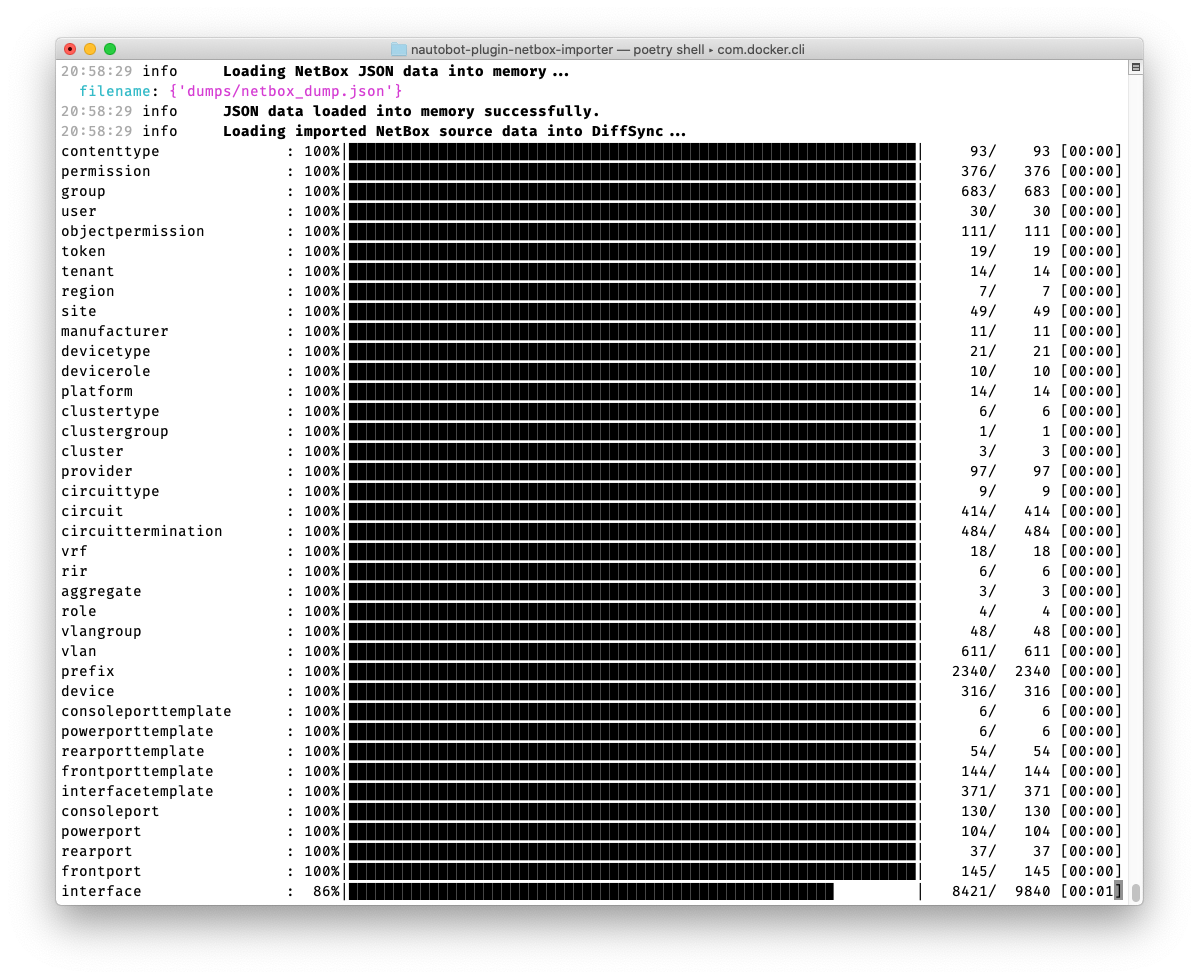 nautobot-plugin-netbox-importer — poetry shell ▸ com.docker.cli
20:58:29 info     Loading NetBox JSON data into memory...
  filename: {'dumps/netbox_dump.json'}
20:58:29 info     JSON data loaded into memory successfully.
20:58:29 info     Loading imported NetBox source data into DiffSync...
contenttype : 100%| | 93/ 93 [00:00]
permission : 100%| | 376/ 376 [00:00]
group : 100%| | 683/ 683 [00:00]
user : 100%| | 30/ 30 [00:00]
objectpermission : 100%| | 111/ 111 [00:00]
token : 100%| | 19/ 19 [00:00]
tenant : 100%| | 14/ 14 [00:00]
region : 100%| | 7/ 7 [00:00]
site : 100%| | 49/ 49 [00:00]
manufacturer : 100%| | 11/ 11 [00:00]
devicetype : 100%| | 21/ 21 [00:00]
devicerole : 100%| | 10/ 10 [00:00]
platform : 100%| | 14/ 14 [00:00]
clustertype : 100%| | 6/ 6 [00:00]
clustergroup : 100%| | 1/ 1 [00:00]
cluster : 100%| | 3/ 3 [00:00]
provider : 100%| | 97/ 97 [00:00]
circuittype : 100%| | 9/ 9 [00:00]
circuit : 100%| | 414/ 414 [00:00]
circuittermination : 100%| | 484/ 484 [00:00]
vrf : 100%| | 18/ 18 [00:00]
rir : 100%| | 6/ 6 [00:00]
aggregate : 100%| | 3/ 3 [00:00]
role : 100%| | 4/ 4 [00:00]
vlangroup : 100%| | 48/ 48 [00:00]
vlan : 100%| | 611/ 611 [00:00]
prefix : 100%| | 2340/ 2340 [00:00]
device : 100%| | 316/ 316 [00:00]
consoleporttemplate : 100%| | 6/ 6 [00:00]
powerporttemplate : 100%| | 6/ 6 [00:00]
rearporttemplate : 100%| | 54/ 54 [00:00]
frontporttemplate : 100%| | 144/ 144 [00:00]
interfacetemplate : 100%| | 371/ 371 [00:00]
consoleport : 100%| | 130/ 130 [00:00]
powerport : 100%| | 104/ 104 [00:00]
rearport : 100%| | 37/ 37 [00:00]
frontport : 100%| | 145/ 145 [00:00]
interface : 86%| | 8421/ 9840 [00:01]